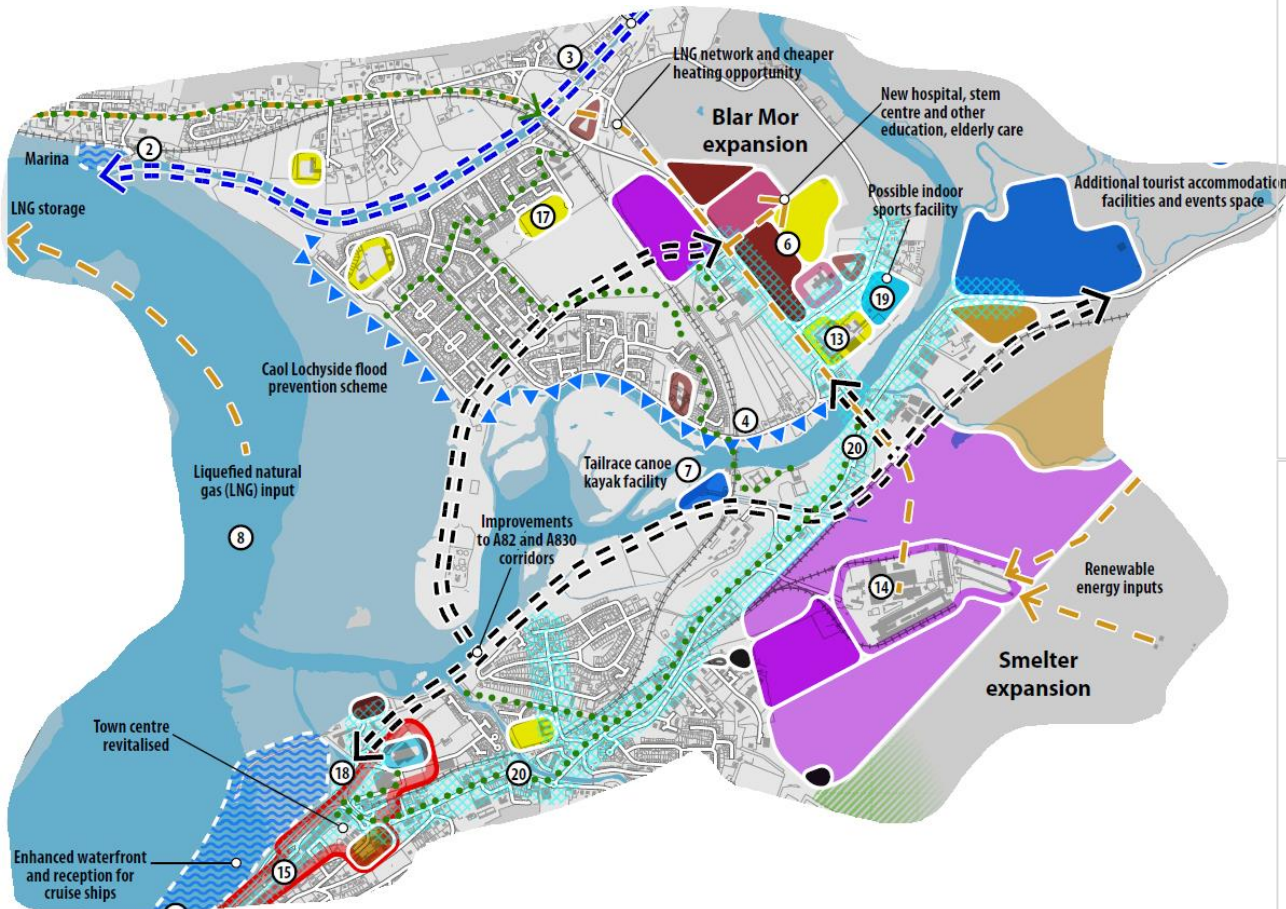 3
LNG network and cheaper
heating opportunity
New hospital, stem
centre and other
education, elderly care
Blar Mor
expansion
2
Marina
LNG storage
17
Possible indoor
sports facility
Additional tourist accommodation
facilities and events space
6
19
13
Caol Lochyside flood
prevention scheme
4
20
Liquefied natural
gas (LNG) input
8
Tailrace canoe
kayak facility
7
Improvements
to A82 and A830
corridors
14
Renewable
energy inputs
Smelter
expansion
Town centre
revitalised
18
20
Enhanced waterfront
and reception for
cruise ships
15